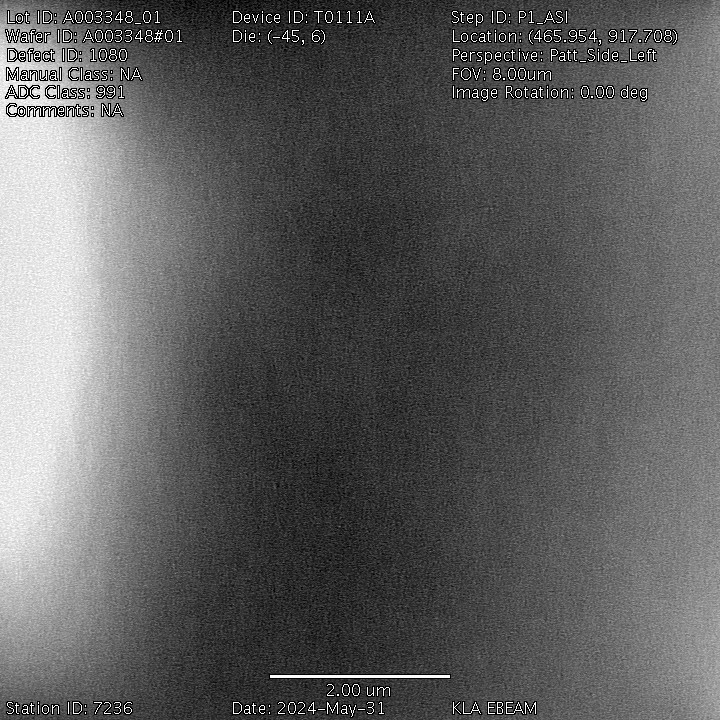 Lot ID: A003348_01
Wafer ID: A003348#01
Defect ID: 1080
Manual Class: NA
ADC Class: 991
Comments: NA
Device ID: T0111A
Die: (-45, 6)
Step ID: P1_ASI
Location: (465.954, 917.708)
Perspective: Patt_Side_Left
FOV: 8.00um
Image Rotation: 0.00 deg
2.00 um
Station ID: 7236
Date: 2024-May-31
KLA EBEAM